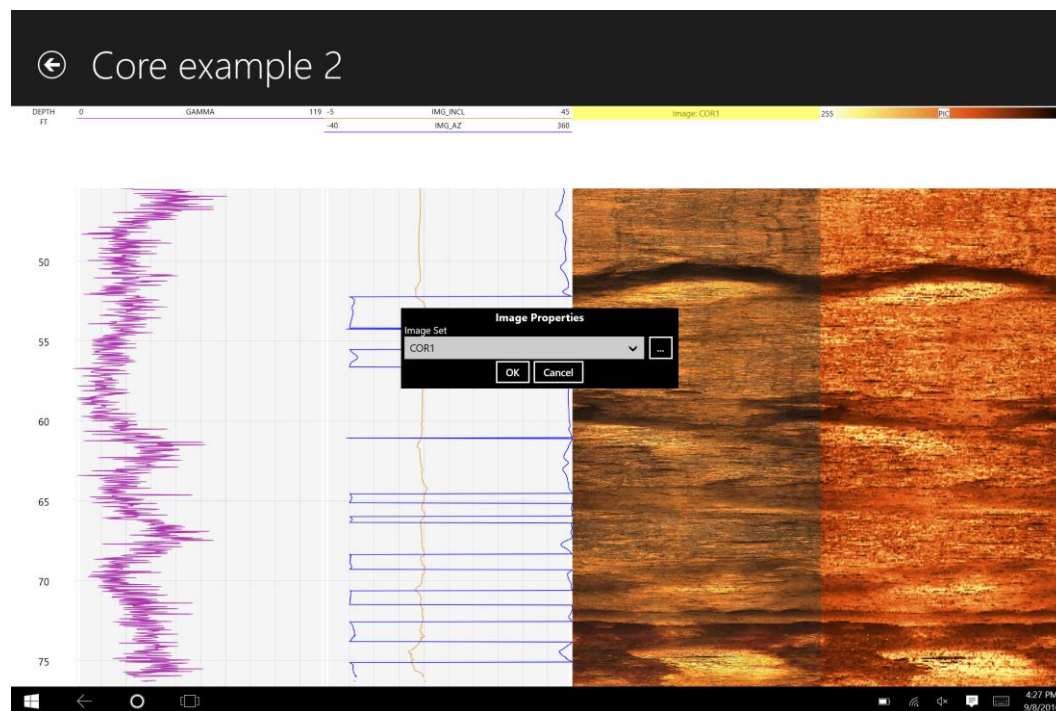 Core example 2
DEPTH 0 GAMMA 119 -5 IMG_INCL 45 Image: COR1 255 PIC
FT -40 IMG_AZ 360
50
55
60
65
70
75
Image Properties
Image Set
COR1 ...
OK Cancel
4:27 PM